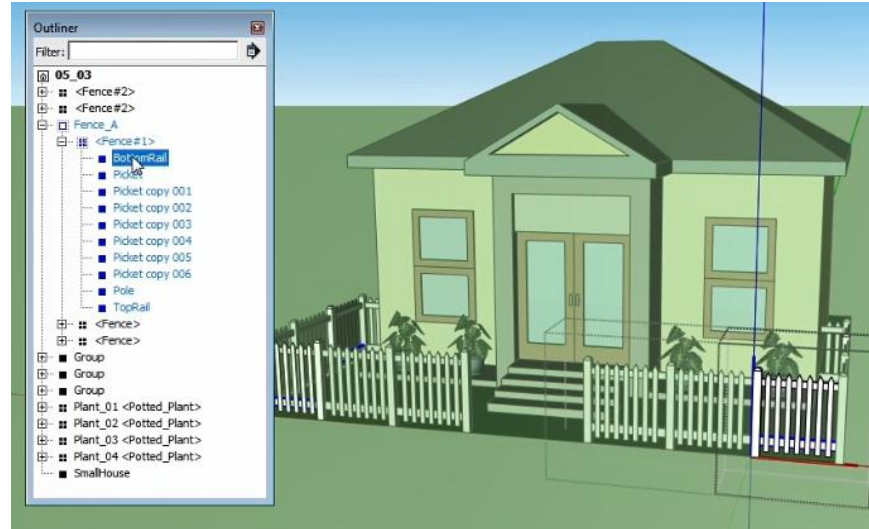 Outliner
Filter:
05_03
<Fence#2>
<Fence#2>
Fence_A
<Fence#1>
BottomRail
Picket
Picket copy 001
Picket copy 002
Picket copy 003
Picket copy 004
Picket copy 005
Picket copy 006
Pole
TopRail
<Fence>
<Fence>
Group
Group
Group
Plant_01 <Potted_Plant>
Plant_02 <Potted_Plant>
Plant_03 <Potted_Plant>
Plant_04 <Potted_Plant>
SmallHouse